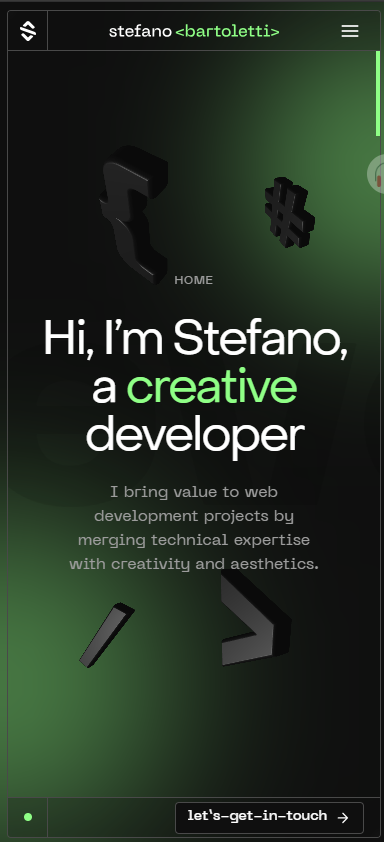 stefano <bartoletti>
HOME
Hi, I'm Stefano,
a creative
developer
I bring value to web
development projects by
merging technical expertise
with creativity and aesthetics.
let's-get-in-touch →